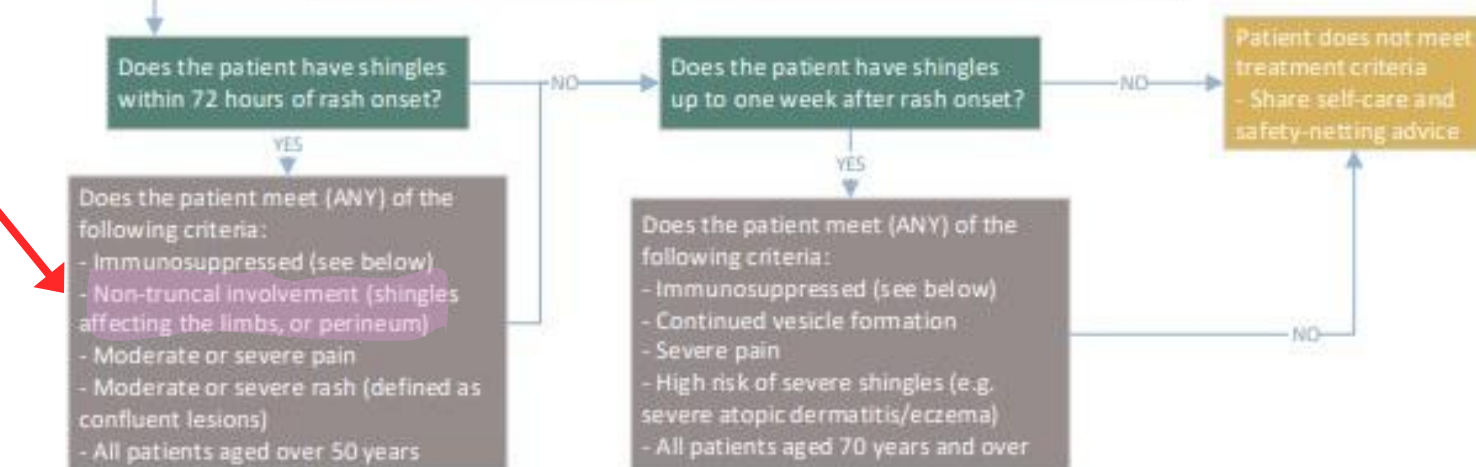 Does the patient have shingles
within 72 hours of rash onset?
NO
Does the patient have shingles
up to one week after rash onset?
NO
Patient does not meet
treatment criteria
- Share self-care and
safety-netting advice
YES
Does the patient meet (ANY) of the
following criteria:
- Immunosuppressed (see below)
- Non-truncal involvement (shingles
affecting the limbs, or perineum)
- Moderate or severe pain
- Moderate or severe rash (defined as
confluent lesions)
- All patients aged over 50 years
YES
Does the patient meet (ANY) of the
following criteria:
- Immunosuppressed (see below)
- Continued vesicle formation
- Severe pain
- High risk of severe shingles (e.g.
severe atopic dermatitis/eczema)
- All patients aged 70 years and over
NO